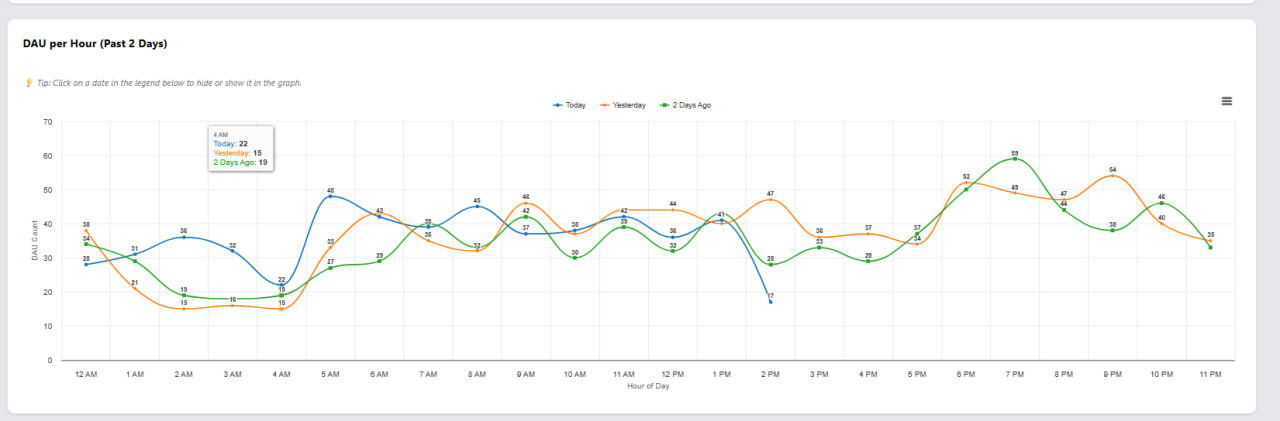 DAU per Hour (Past 2 Days)
💡 Tip: Click on a date in the legend below to hide or show it in the graph.
Today Yesterday 2 Days Ago
4 AM
Today: 22
Yesterday: 15
2 Days Ago: 19
DAU Count
70
60
50
40
30
20
10
0
38 34 28
31 21
36 19 15
32 16
22 19 15
48 33 27
43 29
39 35
45 32
46 42 37
38 30
42 39
44 36 32
41
47 28 17
36 33
37 29
37 34
52
59 49
47 44
54 38
46 40
35
12 AM 1 AM 2 AM 3 AM 4 AM 5 AM 6 AM 7 AM 8 AM 9 AM 10 AM 11 AM 12 PM 1 PM 2 PM 3 PM 4 PM 5 PM 6 PM 7 PM 8 PM 9 PM 10 PM 11 PM
Hour of Day